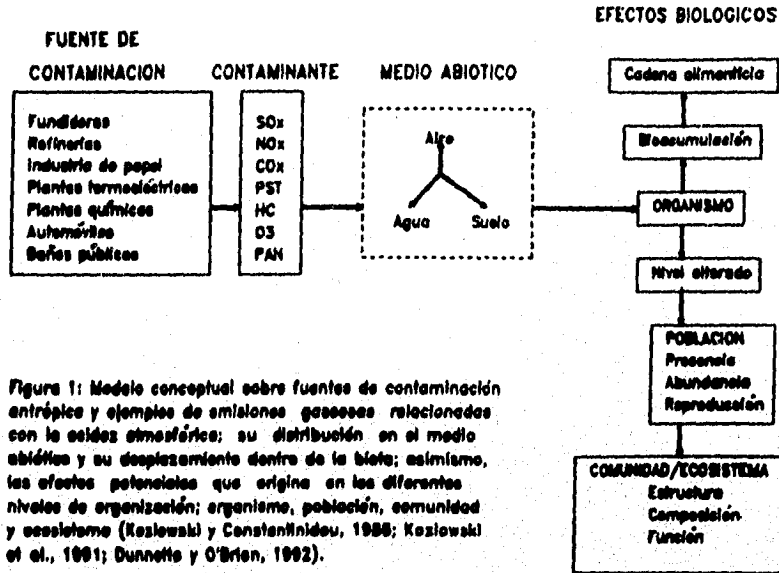 EFECTOS BIOLOGICOS
FUENTE DE
CONTAMINACION
CONTAMINANTE
MEDIO ABIOTICO
Fundidoras
Refinerías
Industria de papel
Plantas termoeléctricas
Plantas químicas
Automóviles
Baños públicos
SOx
NOx
COx
PST
HC
O3
PAN
Aire
Agua
Suelo
Cadena alimenticia
Bioacumulación
ORGANISMO
Nivel alterado
POBLACION
Presencia
Abundancia
Reproducción
COMUNIDAD/ECOSISTEMA
Estructura
Composición
Función
Figura 1: Modelo conceptual sobre fuentes de contaminación
antrópica y ejemplos de emisiones gaseosas relacionadas
con la acidez atmosférica; su distribución en el medio
abiótico y su desplazamiento dentro de la biota; asimismo,
los efectos potenciales que origina en los diferentes
niveles de organización; organismo, población, comunidad
y ecosistema (Kozlowski y Constantinidou, 1986; Kozlowski
et al., 1991; Dunnette y O'Brien, 1992).